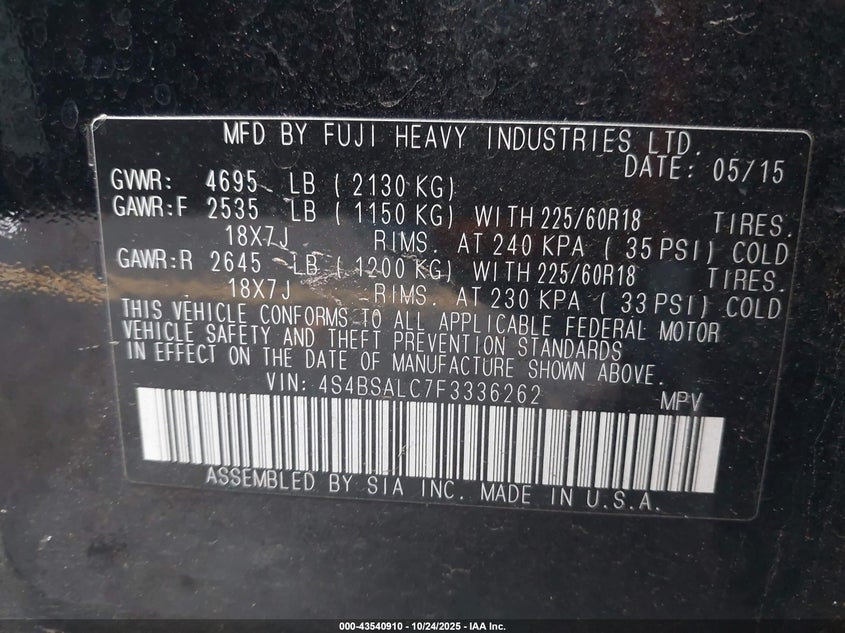 MFD BY FUJI HEAVY INDUSTRIES LTD.
DATE: 05/15
GVWR: 4695 LB ( 2130 KG)
GAWR:F 2535 LB ( 1150 KG) WITH 225/60R18 TIRES.
18X7J RIMS. AT 240 KPA ( 35 PSI) COLD
GAWR:R 2645 LB ( 1200 KG) WITH 225/60R18 TIRES.
18X7J RIMS. AT 230 KPA ( 33 PSI) COLD
THIS VEHICLE CONFORMS TO ALL APPLICABLE FEDERAL MOTOR
VEHICLE SAFETY AND THEFT PREVENTION STANDARDS
IN EFFECT ON THE DATE OF MANUFACTURE SHOWN ABOVE.
VIN: 4S4BSALC7F3336262 MPV
ASSEMBLED BY SIA INC. MADE IN U.S.A.
000-43540910 - 10/24/2025 - IAA Inc.